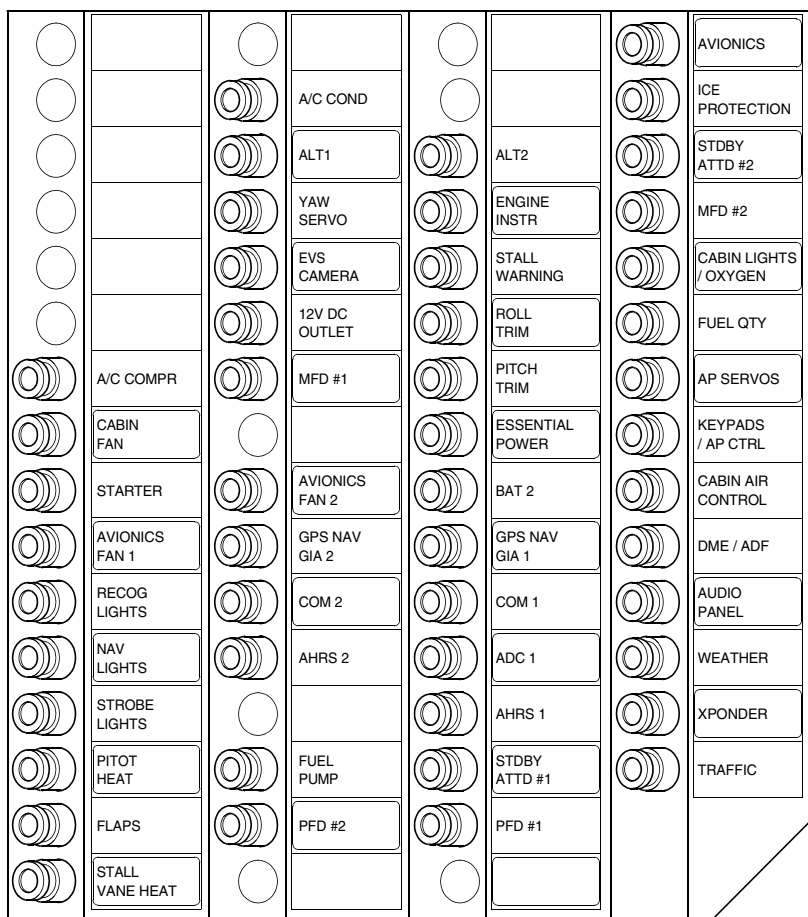 A/C COMPR
CABIN
FAN
STARTER
AVIONICS
FAN 1
RECOG
LIGHTS
NAV
LIGHTS
STROBE
LIGHTS
PITOT
HEAT
FLAPS
STALL
VANE HEAT
A/C COND
ALT1
YAW
SERVO
EVS
CAMERA
12V DC
OUTLET
MFD #1
AVIONICS
FAN 2
GPS NAV
GIA 2
COM 2
AHRS 2
FUEL
PUMP
PFD #2
ALT2
ENGINE
INSTR
STALL
WARNING
ROLL
TRIM
PITCH
TRIM
ESSENTIAL
POWER
BAT 2
GPS NAV
GIA 1
COM 1
ADC 1
AHRS 1
STDBY
ATTD #1
PFD #1
AVIONICS
ICE
PROTECTION
STDBY
ATTD #2
MFD #2
CABIN LIGHTS
/ OXYGEN
FUEL QTY
AP SERVOS
KEYPADS
/ AP CTRL
CABIN AIR
CONTROL
DME / ADF
AUDIO
PANEL
WEATHER
XPONDER
TRAFFIC